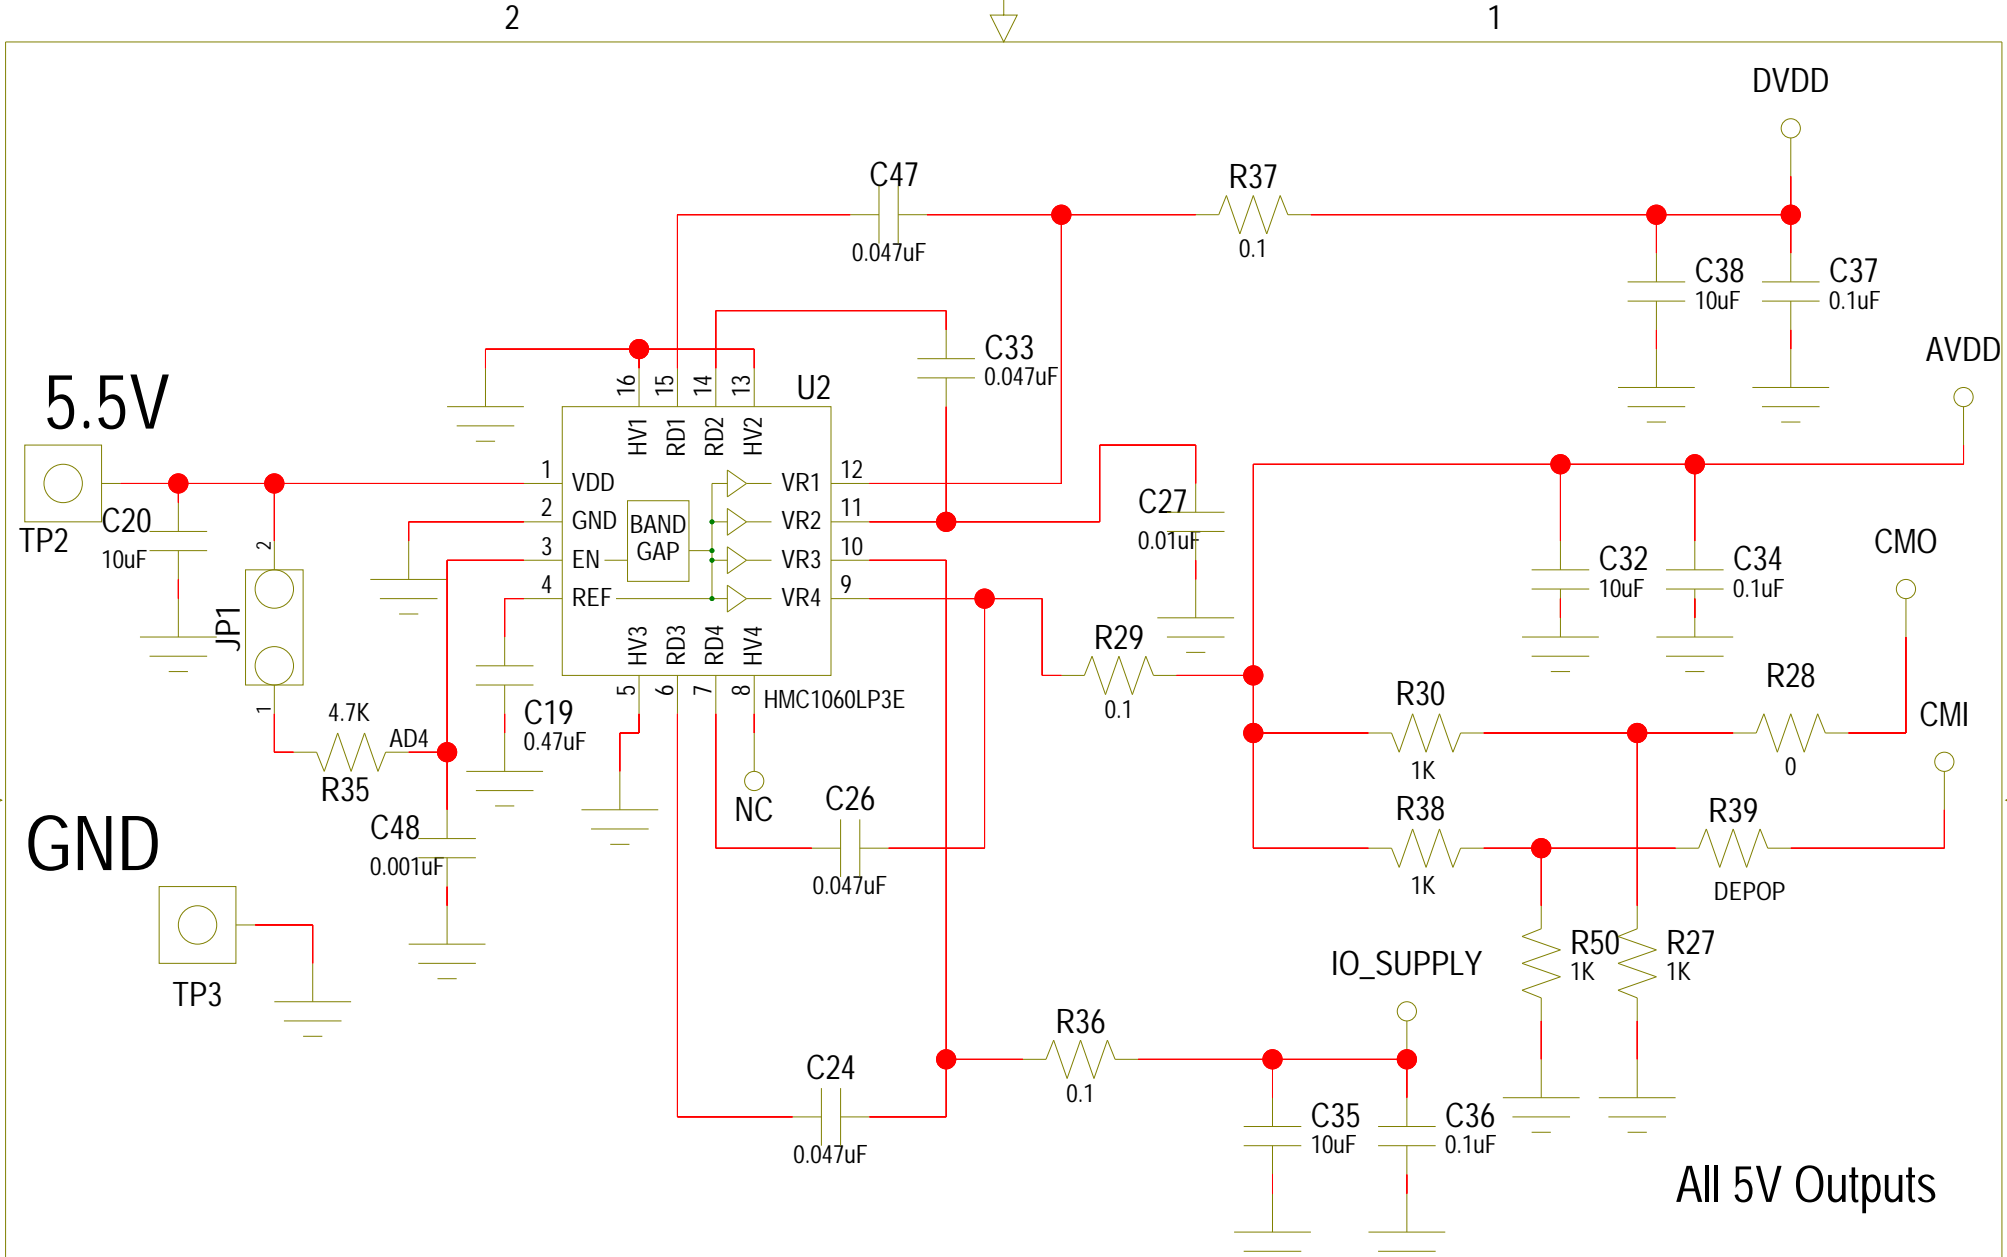 2
1
DVDD
C47
0.047uF
R37
0.1
C38
10uF
C37
0.1uF
C33
0.047uF
AVDD
5.5V
TP2
C20
10uF
U2
16
15
14
13
HV1
RD1
RD2
HV2
1
VDD
2
GND
3
EN
4
REF
BAND
GAP
VR1
12
VR2
11
VR3
10
VR4
9
HV3
RD3
RD4
HV4
5
6
7
8
HMC1060LP3E
C27
0.01uF
C32
10uF
C34
0.1uF
CMO
2
JP1
1
4.7K
R35
AD4
C19
0.47uF
NC
R29
0.1
R30
1K
R28
0
CMI
C26
0.047uF
R38
1K
R39
DEPOP
GND
TP3
C48
0.001uF
R50
1K
R27
1K
IO_SUPPLY
R36
0.1
C24
0.047uF
C35
10uF
C36
0.1uF
All 5V Outputs